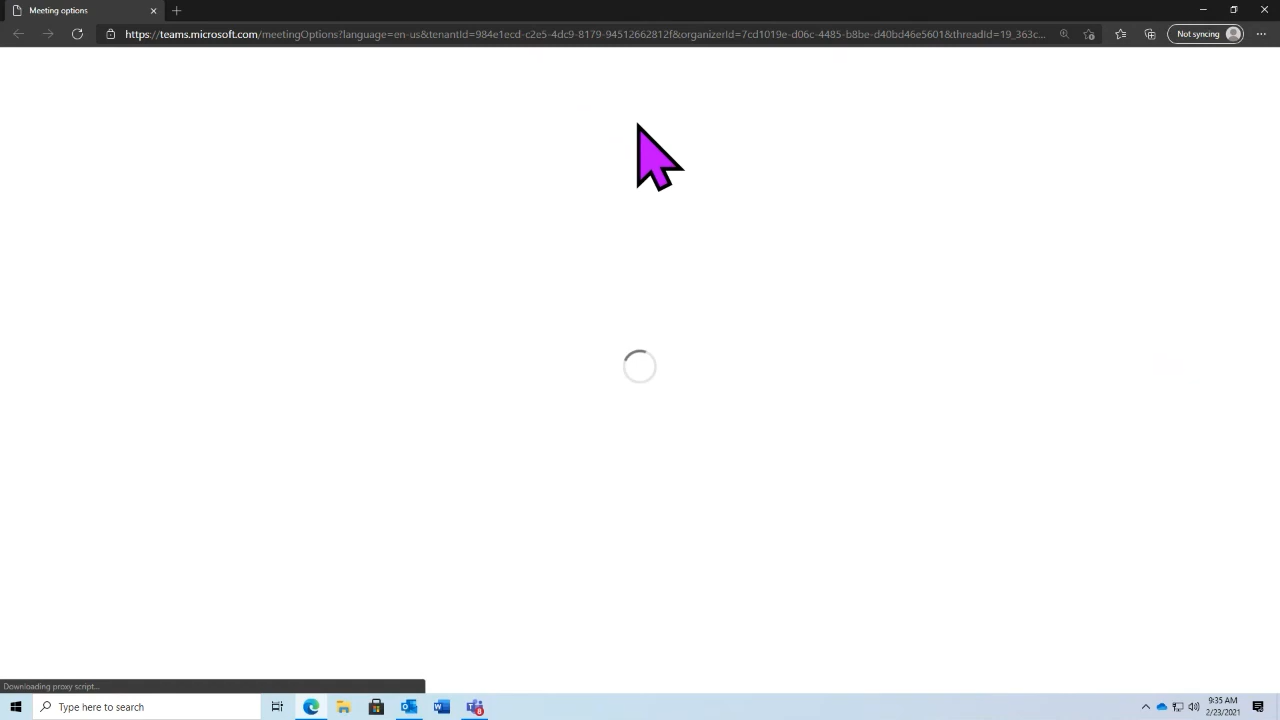 Meeting options
https://teams.microsoft.com/meetingOptions?language=en-us&tenantId=984e1ecd-c2e5-4dc9-8179-94512662812f&organizerId=7cd1019e-d06c-4485-b8be-d40bd46e5601&threadId=19_363c...
Not syncing
Downloading proxy script...
Type here to search
8
9:35 AM
2/23/2021